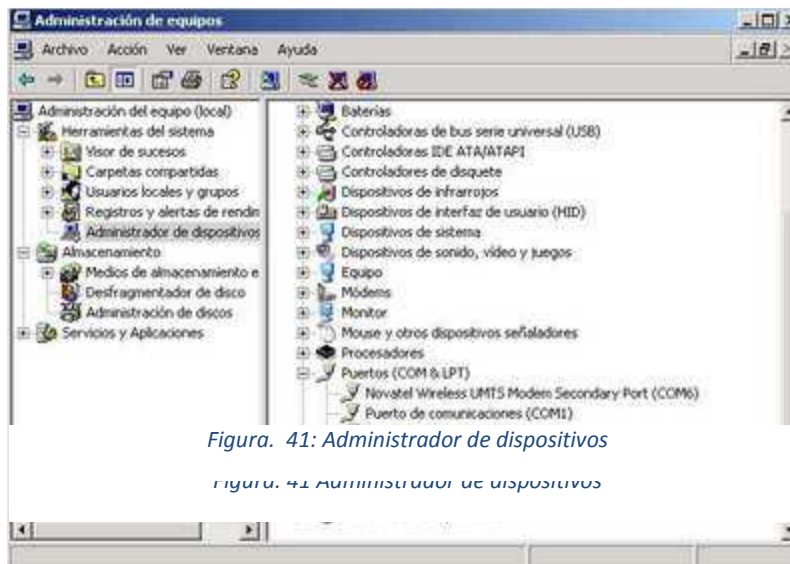 Administración de equipos
Archivo Acción Ver Ventana Ayuda
Administración del equipo (local)
Herramientas del sistema
Visor de sucesos
Carpetas compartidas
Usuarios locales y grupos
Registros y alertas de rendin
Administrador de dispositivos
Almacenamiento
Medios de almacenamiento e
Desfragmentador de disco
Administración de discos
Servicios y Aplicaciones
Baterías
Controladoras de bus serie universal (USB)
Controladoras IDE ATA/ATAPI
Controladores de disquete
Dispositivos de infrarrojos
Dispositivos de interfaz de usuario (HID)
Dispositivos de sistema
Dispositivos de sonido, vídeo y juegos
Equipo
Módems
Monitor
Mouse y otros dispositivos señaladores
Procesadores
Puertos (COM & LPT)
Novatel Wireless UMTS Modem Secondary Port (COM6)
Puerto de comunicaciones (COM1)
Figura. 41: Administrador de dispositivos
Figura. 41 Administrador de dispositivos